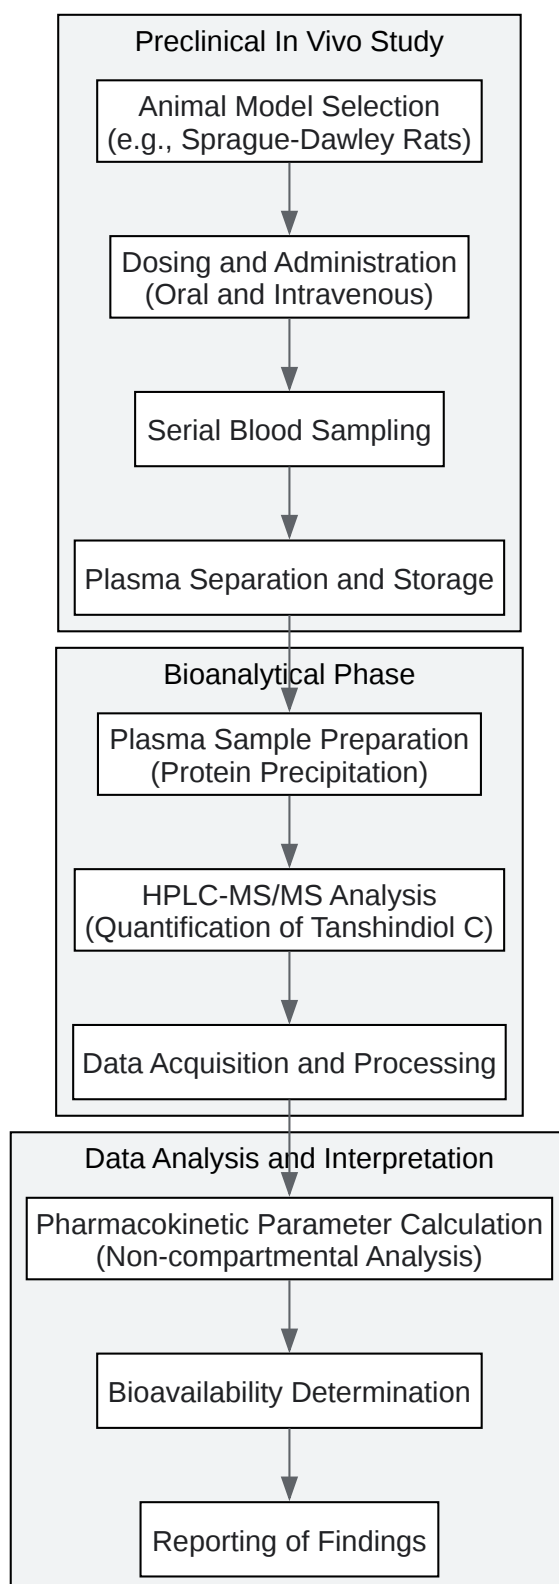 Preclinical In Vivo Study
Animal Model Selection
(e.g., Sprague-Dawley Rats)
Dosing and Administration
(Oral and Intravenous)
Serial Blood Sampling
Plasma Separation and Storage
Bioanalytical Phase
Plasma Sample Preparation
(Protein Precipitation)
HPLC-MS/MS Analysis
(Quantification of Tanshindiol C)
Data Acquisition and Processing
Data Analysis and Interpretation
Pharmacokinetic Parameter Calculation
(Non-compartmental Analysis)
Bioavailability Determination
Reporting of Findings